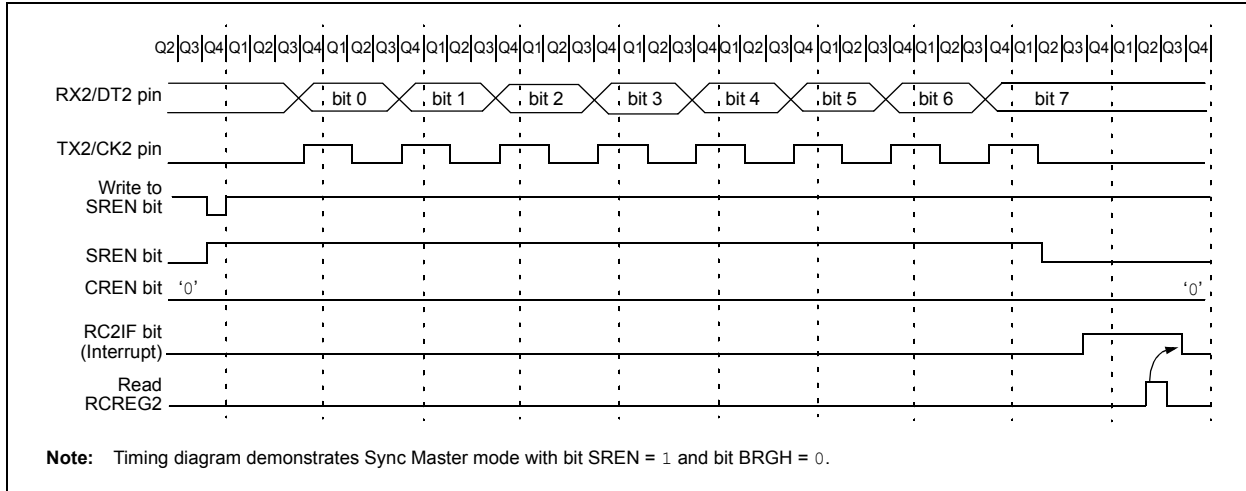 Q2|Q3|Q4|Q1|Q2|Q3|Q4|Q1|Q2|Q3|Q4|Q1|Q2|Q3|Q4|Q1|Q2|Q3|Q4|Q1|Q2|Q3|Q4|Q1|Q2|Q3|Q4|Q1|Q2|Q3|Q4|Q1|Q2|Q3|Q4|Q1|Q2|Q3|Q4|Q1|Q2|Q3|Q4
RX2/DT2 pin bit 0 bit 1 bit 2 bit 3 bit 4 bit 5 bit 6 bit 7
TX2/CK2 pin
Write to
SREN bit
SREN bit
CREN bit '0' '0'
RC2IF bit
(Interrupt)
Read
RCREG2
Note: Timing diagram demonstrates Sync Master mode with bit SREN = 1 and bit BRGH = 0.